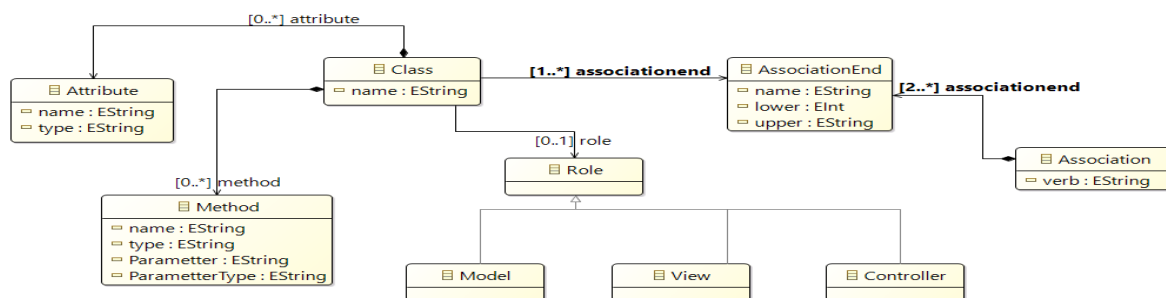 [0..*] attribute
Class
name : EString
[1..*] associationend
AssociationEnd
name : EString
lower : EInt
upper : EString
Attribute
name : EString
type : EString
[2..*] associationend
[0..1] role
Role
Association
verb : EString
[0..*] method
Method
name : EString
type : EString
Parametter : EString
ParametterType : EString
Model
View
Controller